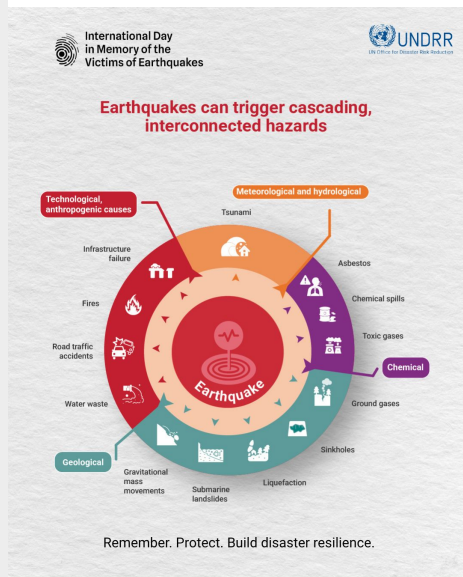 International Day
in Memory of the
Victims of Earthquakes
UNDRR
UN Office for Disaster Risk Reduction
Earthquakes can trigger cascading,
interconnected hazards
Technological,
anthropogenic causes
Meteorological and hydrological
Tsunami
Infrastructure
failure
Asbestos
Fires
Chemical spills
Road traffic
accidents
Toxic gases
Earthquake
Chemical
Water waste
Ground gases
Geological
Sinkholes
Gravitational
mass
movements
Submarine
landslides
Liquefaction
Remember. Protect. Build disaster resilience.